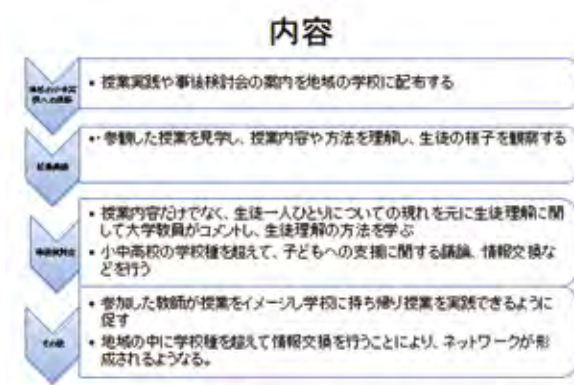 内容
• 授業実践や事後検討会の案内を地域の学校に配布する
•・参観した授業を見学し、授業内容や方法を理解し、生徒の様子を観察する
• 授業内容だけでなく、生徒一人ひとりについての現れを元に生徒理解に関
して大学教員がコメントし、生徒理解の方法を学ぶ
• 小中高校の学校種を超えて、子どもへの支援に関する議論、情報交換な
どを行う
• 参加した教師が授業をイメージし学校に持ち帰り授業を実践できるように
促す
• 地域の中に学校種を超えて情報交換を行うことにより、ネットワークが形
成されるようなる。
その他